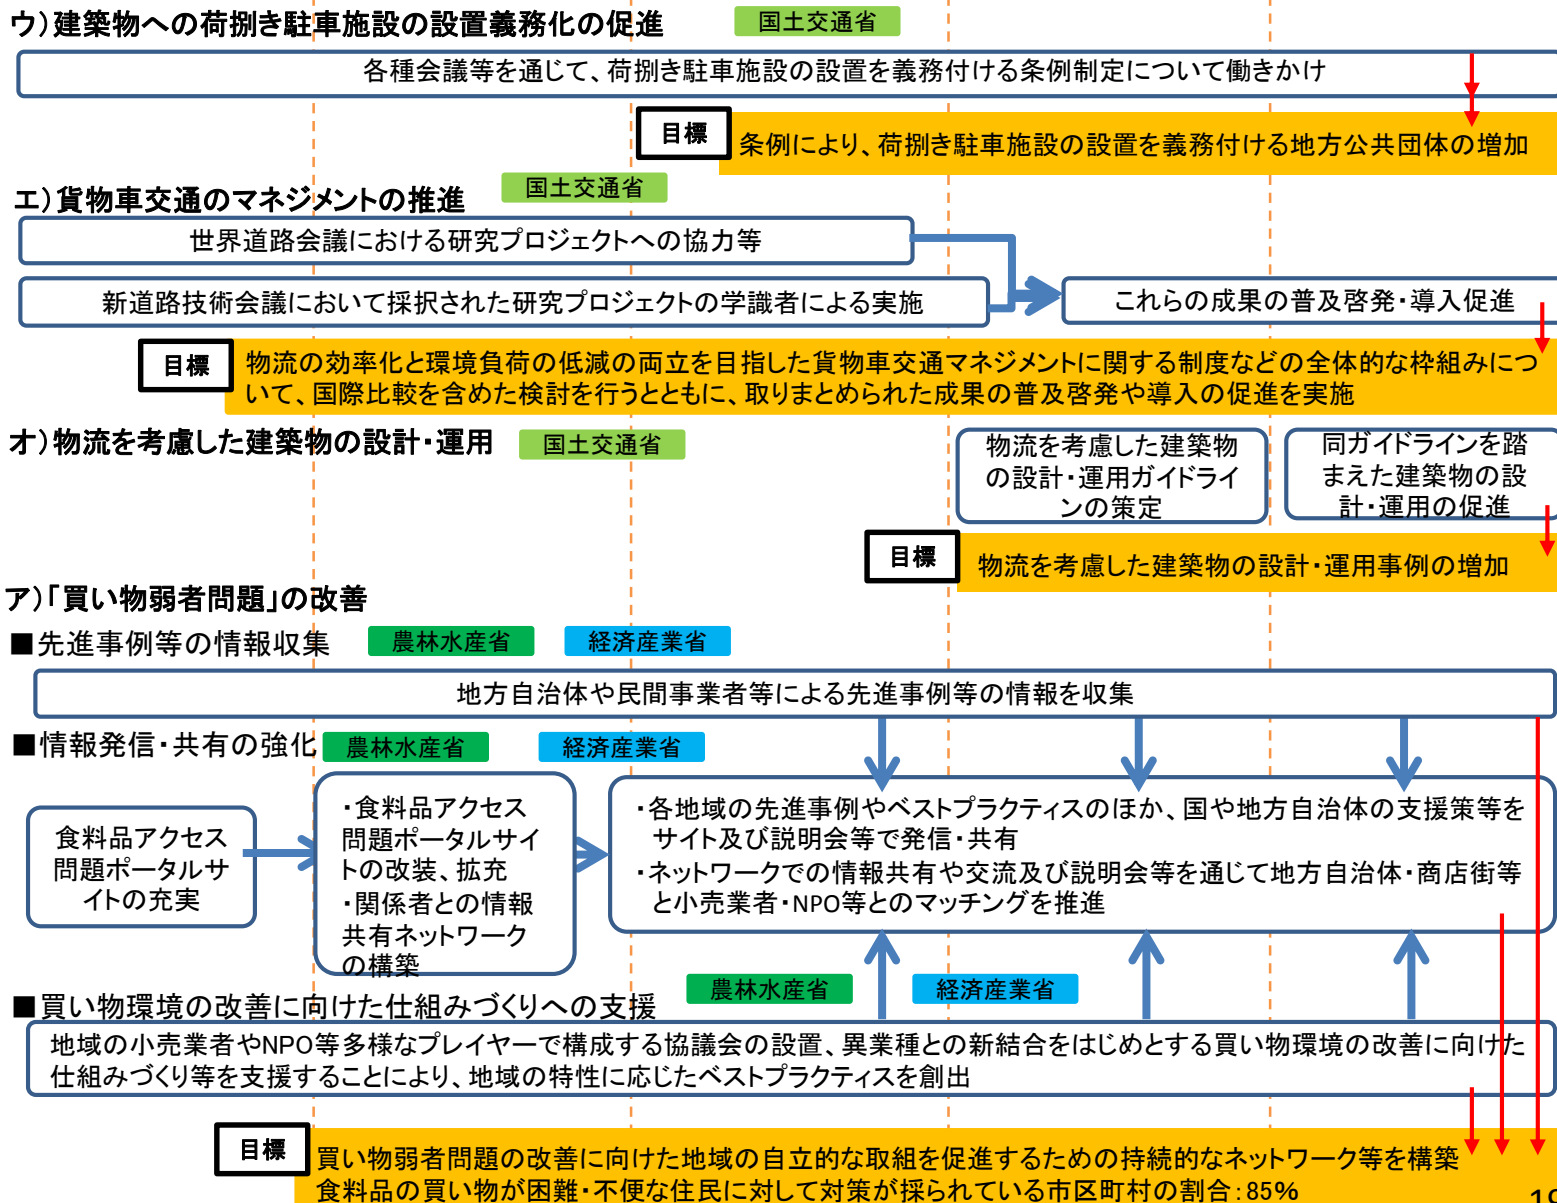 ウ)建築物への荷捌き駐車施設の設置義務化の促進
国土交通省
各種会議等を通じて、荷捌き駐車施設の設置を義務付ける条例制定について働きかけ
目標
条例により、荷捌き駐車施設の設置を義務付ける地方公共団体の増加
エ)貨物車交通のマネジメントの推進
国土交通省
世界道路会議における研究プロジェクトへの協力等
新道路技術会議において採択された研究プロジェクトの学識者による実施
これらの成果の普及啓発・導入促進
目標
物流の効率化と環境負荷の低減の両立を目指した貨物車交通マネジメントに関する制度などの全体的な枠組みにつ
いて、国際比較を含めた検討を行うとともに、取りまとめられた成果の普及啓発や導入の促進を実施
オ)物流を考慮した建築物の設計・運用
国土交通省
物流を考慮した建築物
の設計・運用ガイドライ
ンの策定
同ガイドラインを踏
まえた建築物の設
計・運用の促進
目標
物流を考慮した建築物の設計・運用事例の増加
ア)「買い物弱者問題」の改善
■先進事例等の情報収集
農林水産省
経済産業省
地方自治体や民間事業者等による先進事例等の情報を収集
■情報発信・共有の強化
農林水産省
経済産業省
食料品アクセス
問題ポータルサ
イトの充実
・食料品アクセス
問題ポータルサイ
トの改装、拡充
・関係者との情報
共有ネットワーク
の構築
・各地域の先進事例やベストプラクティスのほか、国や地方自治体の支援策等を
サイト及び説明会等で発信・共有
・ネットワークでの情報共有や交流及び説明会等を通じて地方自治体・商店街等
と小売業者・NPO等とのマッチングを推進
■買い物環境の改善に向けた仕組みづくりへの支援
農林水産省
経済産業省
地域の小売業者やNPO等多様なプレイヤーで構成する協議会の設置、異業種との新結合をはじめとする買い物環境の改善に向けた
仕組みづくり等を支援することにより、地域の特性に応じたベストプラクティスを創出
目標
買い物弱者問題の改善に向けた地域の自立的な取組を促進するための持続的なネットワーク等を構築
食料品の買い物が困難・不便な住民に対して対策が採られている市区町村の割合:85%